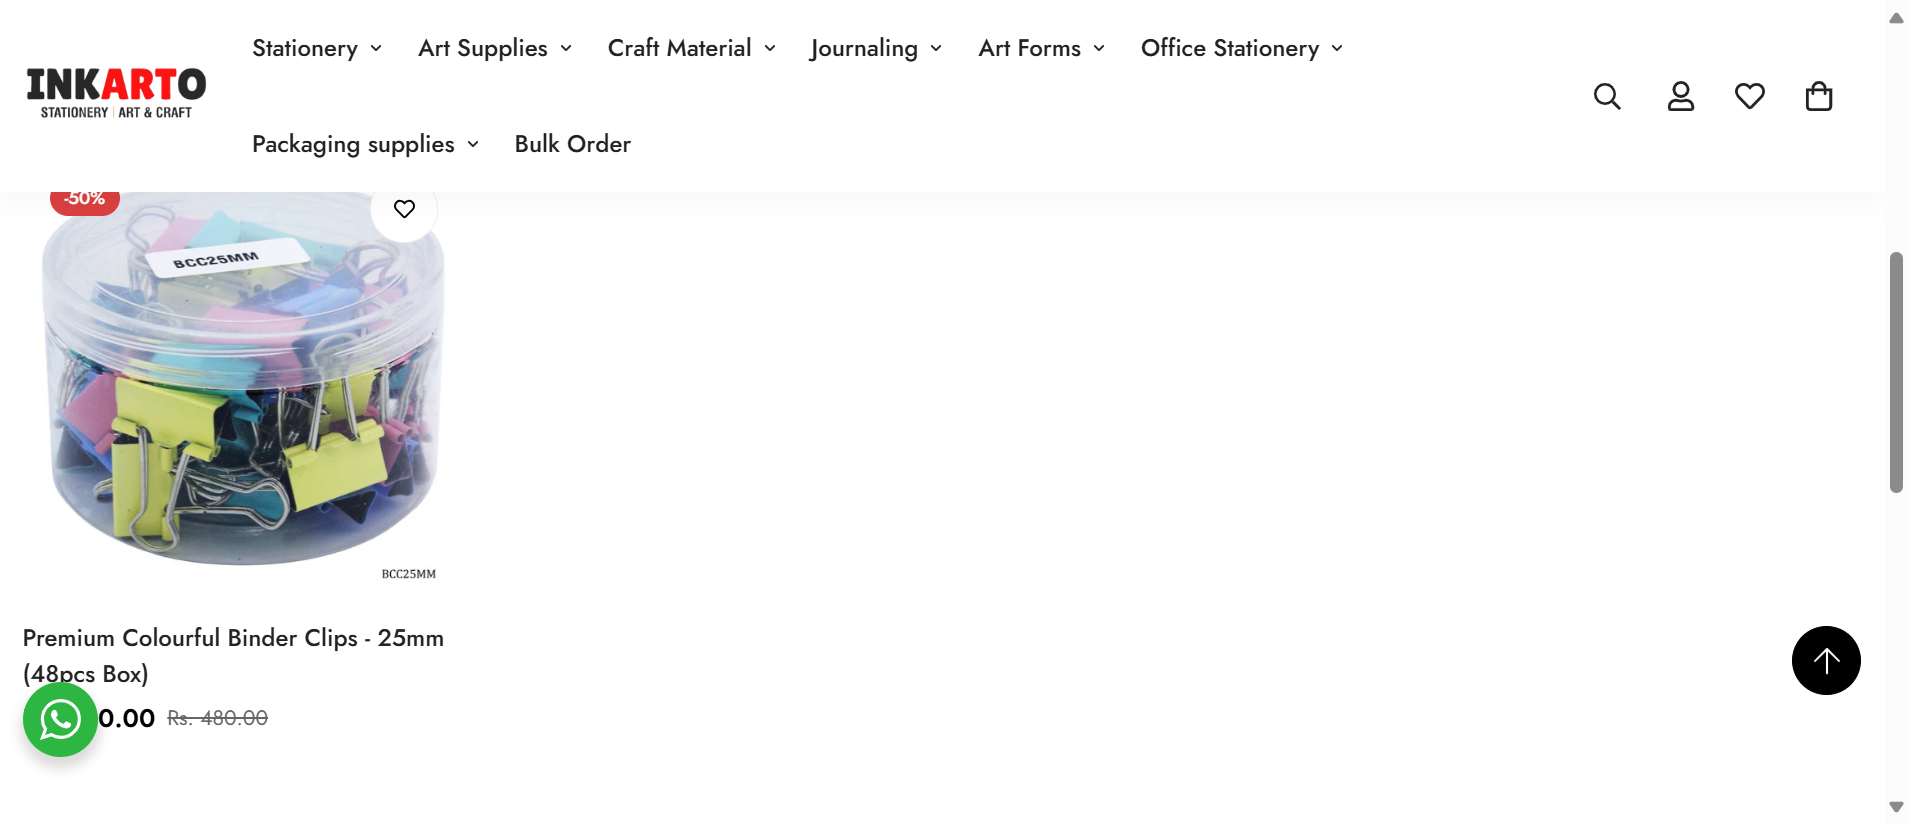 Stationery
Art Supplies
Craft Material
Journaling
Art Forms
Office Stationery
INKARTO
STATIONERY | ART & CRAFT
Packaging supplies
Bulk Order
-50%
BCC25MM
BCC25MM
Premium Colourful Binder Clips - 25mm
(48pcs Box)
0.00 Rs. 480.00